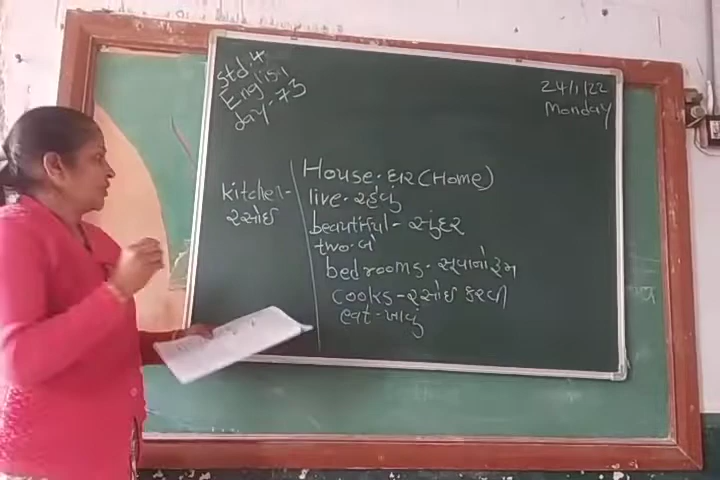 std:4
English
day-73
24/1/22
Monday
kitchen-
રસોઈ
House-ઘર(Home)
live-રહેવું
beautiful-સુંદર
two-બે
bedrooms-સૂવાનો રૂમ
cooks-રસોઈ કરવી
eat-ખાવું